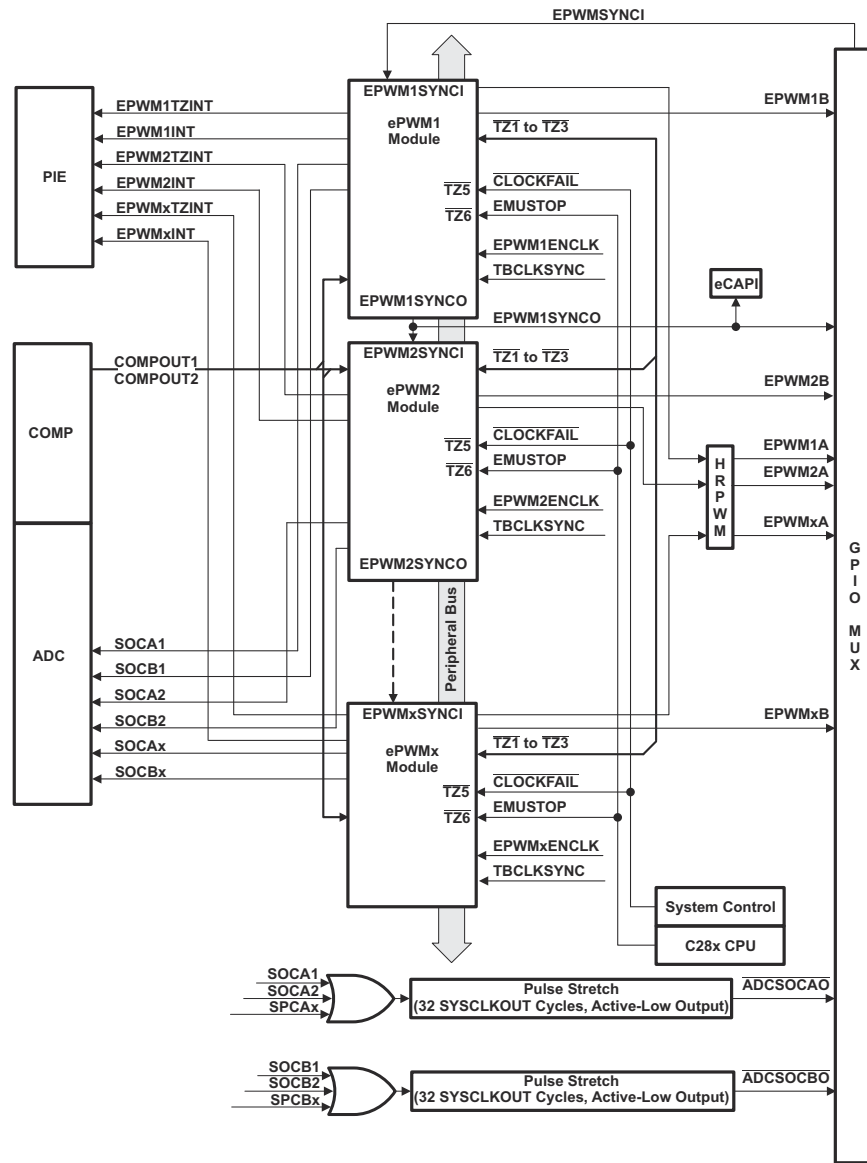 EPWMSYNCI
EPWM1SYNCI
ePWM1
Module
TZ1 to TZ3
EPWM1B
EPWM1TZINT
EPWM1INT
EPWM2TZINT
EPWM2INT
EPWMxTZINT
EPWMxINT
PIE
TZ5
CLOCKFAIL
TZ6
EMUSTOP
EPWM1ENCLK
TBCLKSYNC
EPWM1SYNCO
eCAPI
EPWM1SYNCO
COMPOUT1
COMPOUT2
COMP
EPWM2SYNCI
ePWM2
Module
TZ1 to TZ3
EPWM2B
TZ5
CLOCKFAIL
TZ6
EMUSTOP
EPWM2ENCLK
TBCLKSYNC
EPWM2SYNCO
HRPWM
EPWM1A
EPWM2A
EPWMxA
GPIO MUX
Peripheral Bus
ADC
SOCA1
SOCB1
SOCA2
SOCB2
SOCAx
SOCBx
EPWMxSYNCI
ePWMx
Module
TZ1 to TZ3
EPWMxB
TZ5
CLOCKFAIL
TZ6
EMUSTOP
EPWMxENCLK
TBCLKSYNC
System Control
C28x CPU
SOCA1
SOCA2
SPCAx
Pulse Stretch
(32 SYSCLKOUT Cycles, Active-Low Output)
ADCSOCAO
SOCB1
SOCB2
SPCBx
Pulse Stretch
(32 SYSCLKOUT Cycles, Active-Low Output)
ADCSOCBO